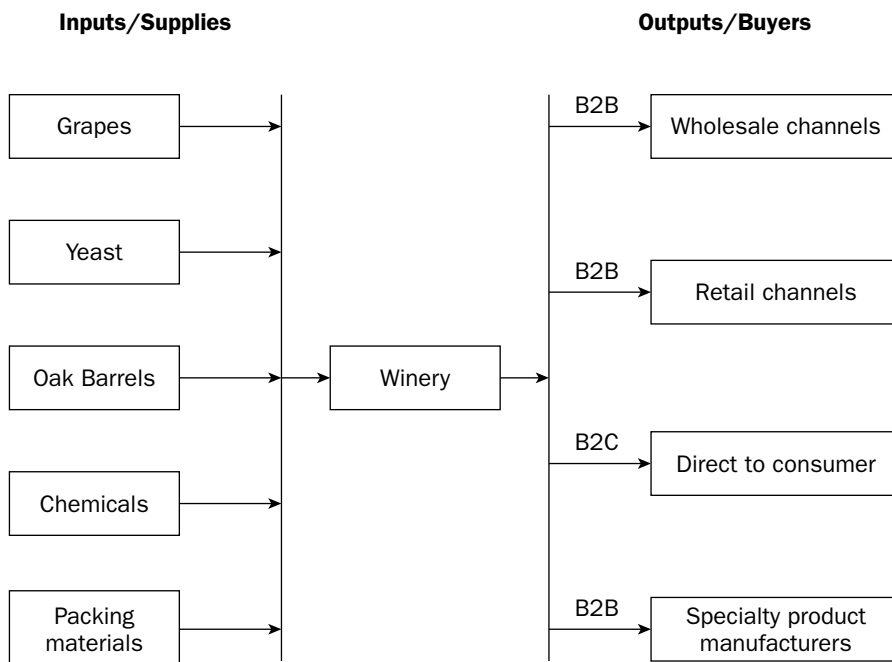 Inputs/Supplies
Outputs/Buyers
Grapes
Yeast
Oak Barrels
Chemicals
Packing
materials
Winery
B2B
Wholesale channels
B2B
Retail channels
B2C
Direct to consumer
B2B
Specialty product
manufacturers